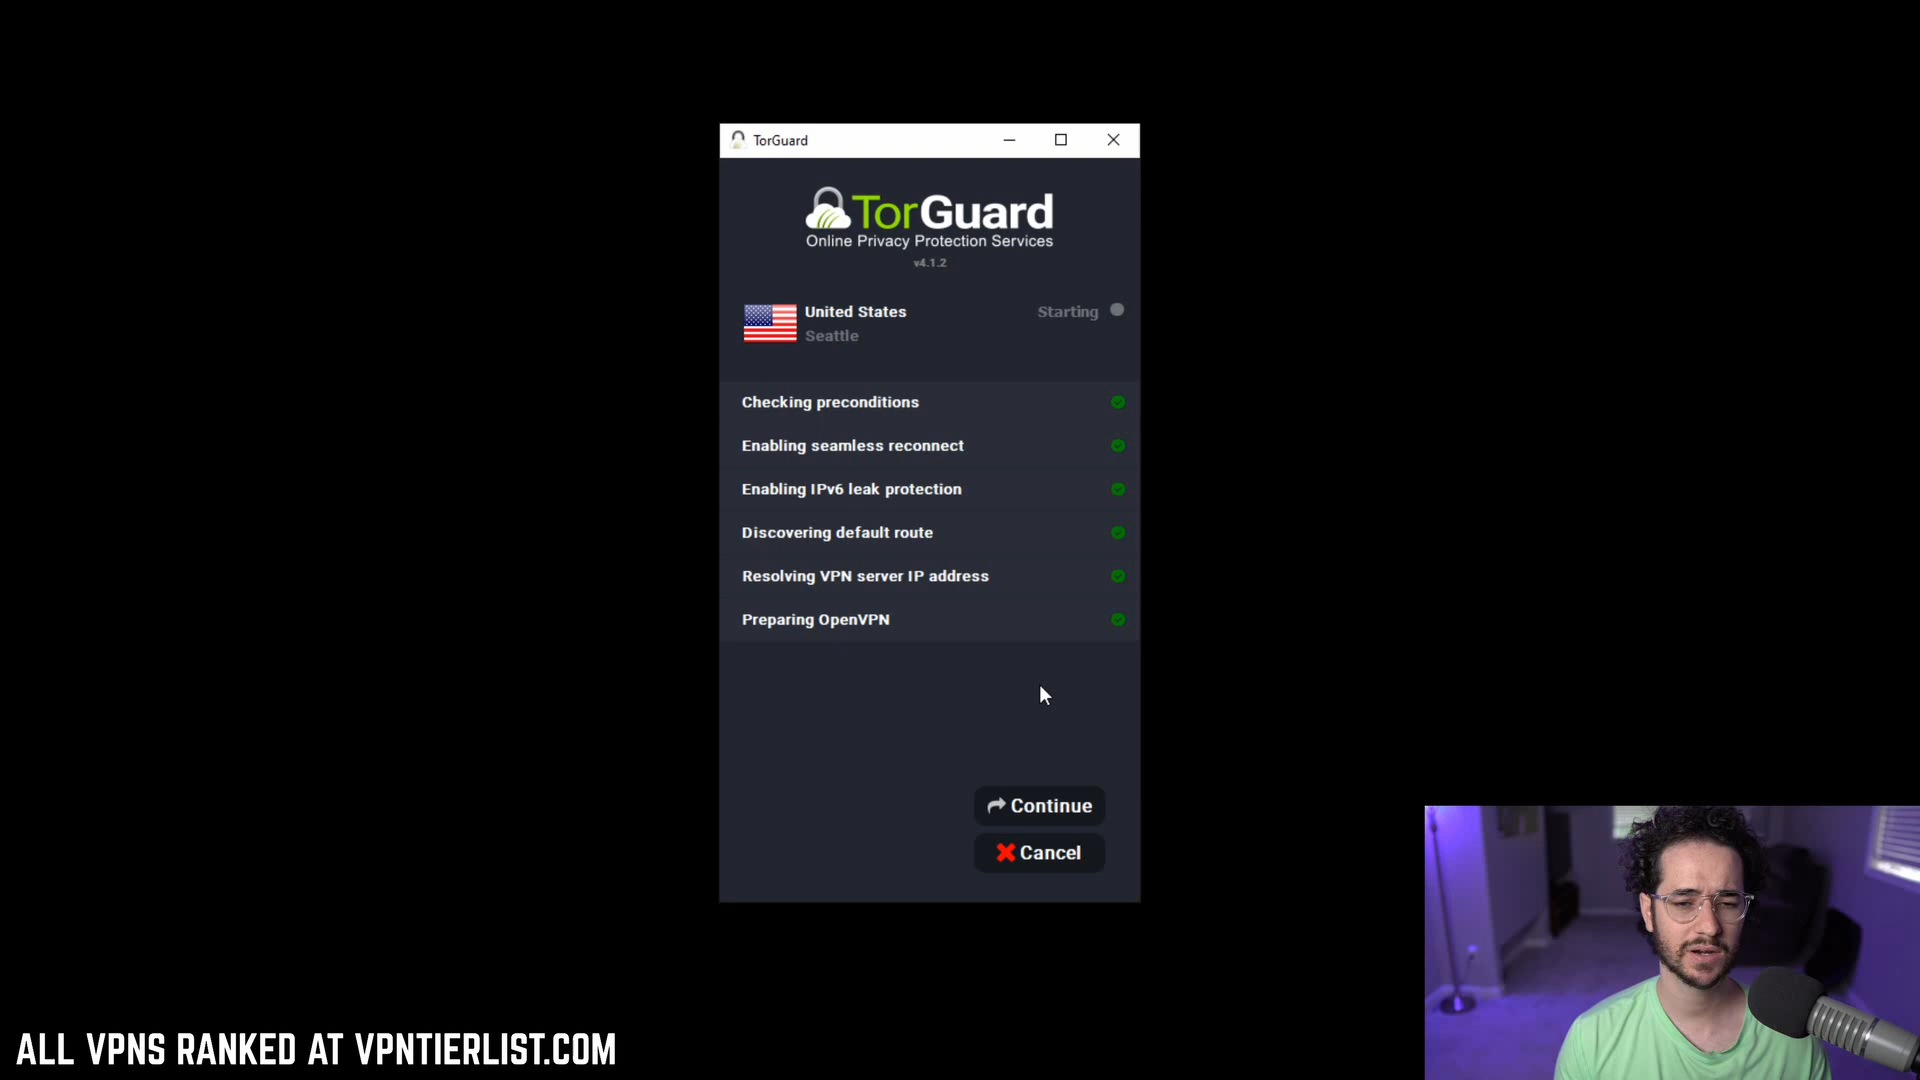 TorGuard
TorGuard
Online Privacy Protection Services
v4.1.2
United States
Starting
Seattle
Checking preconditions
Enabling seamless reconnect
Enabling IPv6 leak protection
Discovering default route
Resolving VPN server IP address
Preparing OpenVPN
Continue
Cancel
ALL VPNS RANKED AT VPNTIERLIST.COM